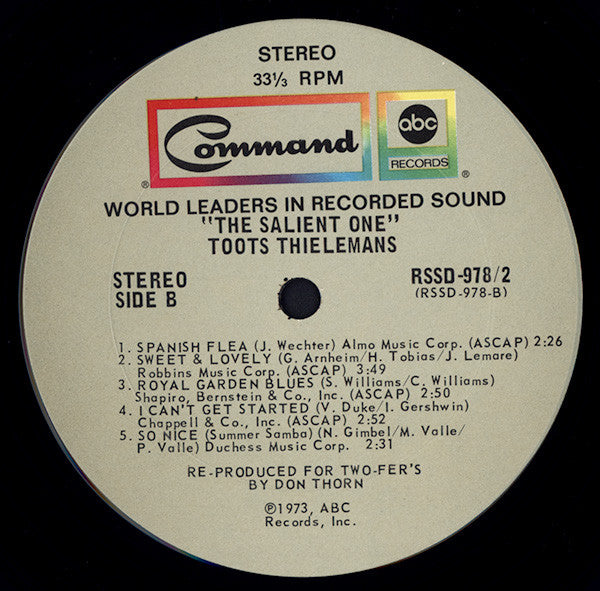 STEREO
33⅓ RPM
Command® abc RECORDS®
WORLD LEADERS IN RECORDED SOUND
"THE SALIENT ONE"
TOOTS THIELEMANS
STEREO
SIDE B
RSSD-978/2
(RSSD-978-B)
1. SPANISH FLEA (J. Wechter) Almo Music Corp. (ASCAP) 2:26
2. SWEET & LOVELY (G. Arnheim/H. Tobias/J. Lemare)
Robbins Music Corp. (ASCAP) 3:49
3. ROYAL GARDEN BLUES (S. Williams/C. Williams)
Shapiro, Bernstein & Co., Inc. (ASCAP) 2:50
4. I CAN'T GET STARTED (V. Duke/I. Gershwin)
Chappell & Co., Inc. (ASCAP) 2:52
5. SO NICE (Summer Samba) (N. Gimbel/M. Valle/
P. Valle) Duchess Music Corp. 2:31
RE-PRODUCED FOR TWO-FER'S
BY DON THORN
℗1973, ABC
Records, Inc.